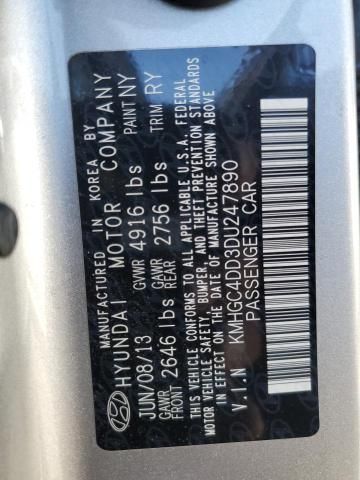 MANUFACTURED IN KOREA BY
HYUNDAI MOTOR COMPANY
JUN/08/13 GVWR 4916 lbs PAINT NY
GAWR FRONT 2646 lbs GAWR REAR 2756 lbs TRIM RY
THIS VEHICLE CONFORMS TO ALL APPLICABLE U.S.A. FEDERAL
MOTOR VEHICLE SAFETY, BUMPER, AND THEFT PREVENTION STANDARDS
IN EFFECT ON THE DATE OF MANUFACTURE SHOWN ABOVE
V.I.N KMHGC4DD3DU247890
PASSENGER CAR